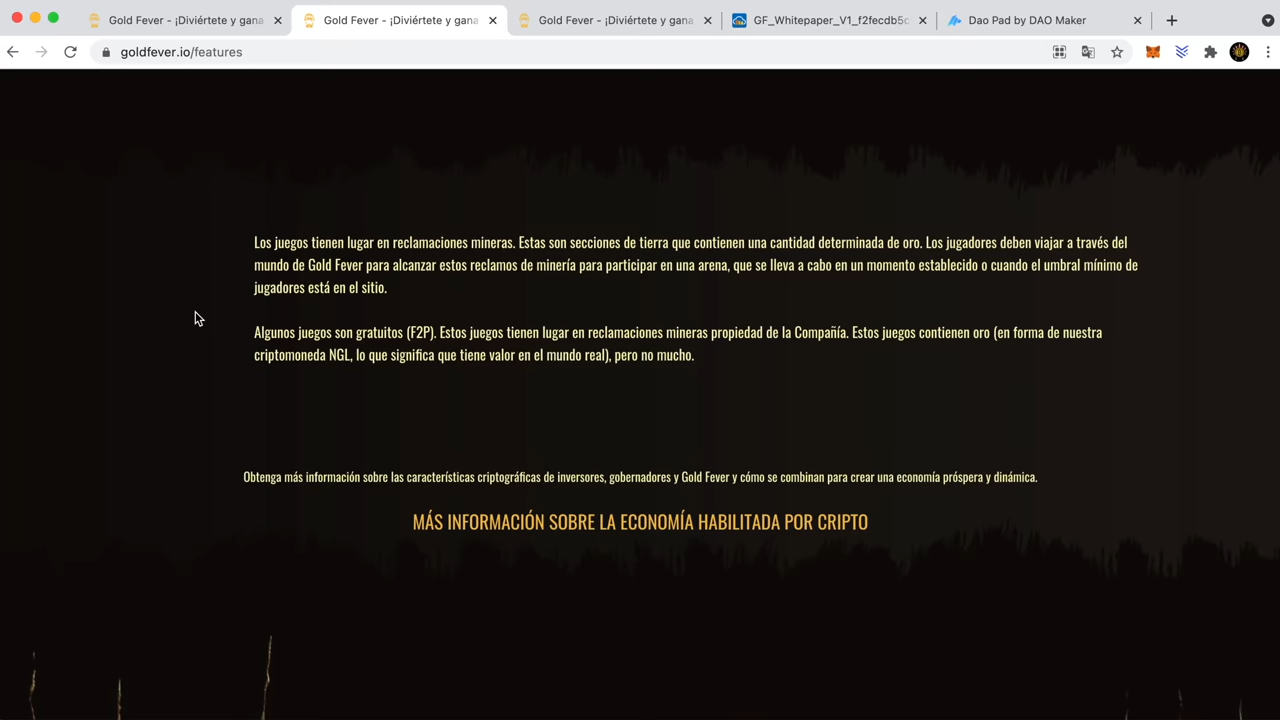 Gold Fever - ¡Diviértete y gana
Gold Fever - ¡Diviértete y gana
Gold Fever - ¡Diviértete y gana
GF_Whitepaper_V1_f2fecdb5c
Dao Pad by DAO Maker
goldfever.io/features
Los juegos tienen lugar en reclamaciones mineras. Estas son secciones de tierra que contienen una cantidad determinada de oro. Los jugadores deben viajar a través del
mundo de Gold Fever para alcanzar estos reclamos de minería para participar en una arena, que se lleva a cabo en un momento establecido o cuando el umbral mínimo de
jugadores está en el sitio.
Algunos juegos son gratuitos (F2P). Estos juegos tienen lugar en reclamaciones mineras propiedad de la Compañía. Estos juegos contienen oro (en forma de nuestra
criptomoneda NGL, lo que significa que tiene valor en el mundo real), pero no mucho.
Obtenga más información sobre las características criptográficas de inversores, gobernadores y Gold Fever y cómo se combinan para crear una economía próspera y dinámica.
MÁS INFORMACIÓN SOBRE LA ECONOMÍA HABILITADA POR CRIPTO